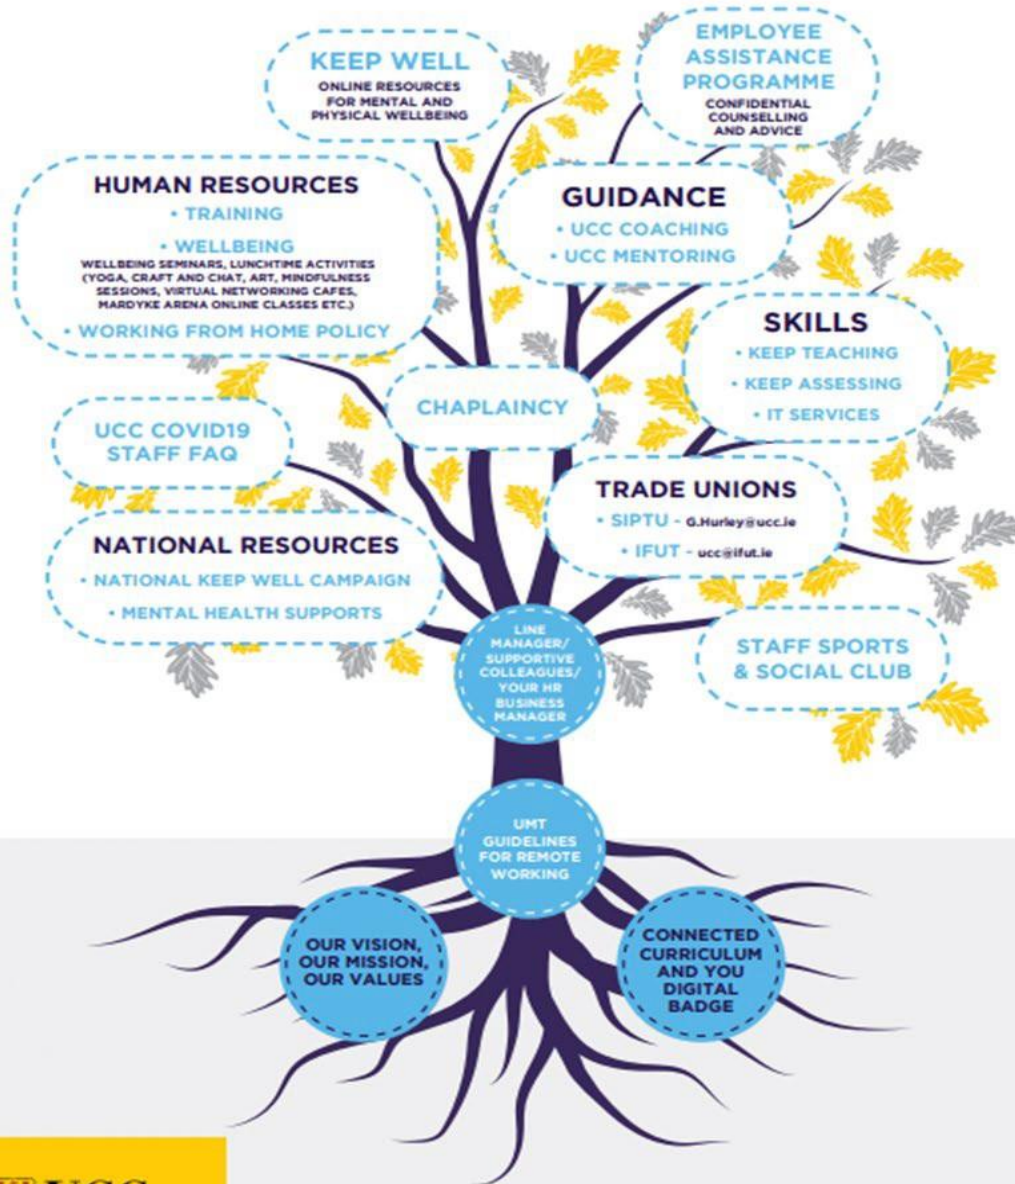 KEEP WELL
ONLINE RESOURCES
FOR MENTAL AND
PHYSICAL WELLBEING
EMPLOYEE
ASSISTANCE
PROGRAMME
CONFIDENTIAL
COUNSELLING
AND ADVICE
HUMAN RESOURCES
• TRAINING
• WELLBEING
WELLBEING SEMINARS, LUNCHTIME ACTIVITIES
(YOGA, CRAFT AND CHAT, ART, MINDFULNESS
SESSIONS, VIRTUAL NETWORKING CAFES,
MARDYKE ARENA ONLINE CLASSES ETC.)
• WORKING FROM HOME POLICY
GUIDANCE
• UCC COACHING
• UCC MENTORING
SKILLS
• KEEP TEACHING
• KEEP ASSESSING
• IT SERVICES
CHAPLAINCY
UCC COVID19
STAFF FAQ
TRADE UNIONS
• SIPTU - G.Hurley@ucc.ie
• IFUT - ucc@ifut.ie
NATIONAL RESOURCES
• NATIONAL KEEP WELL CAMPAIGN
• MENTAL HEALTH SUPPORTS
STAFF SPORTS
& SOCIAL CLUB
LINE
MANAGER/
SUPPORTIVE
COLLEAGUES/
YOUR HR
BUSINESS
MANAGER
UMT
GUIDELINES
FOR REMOTE
WORKING
OUR VISION,
OUR MISSION,
OUR VALUES
CONNECTED
CURRICULUM
AND YOU
DIGITAL
BADGE
UCC